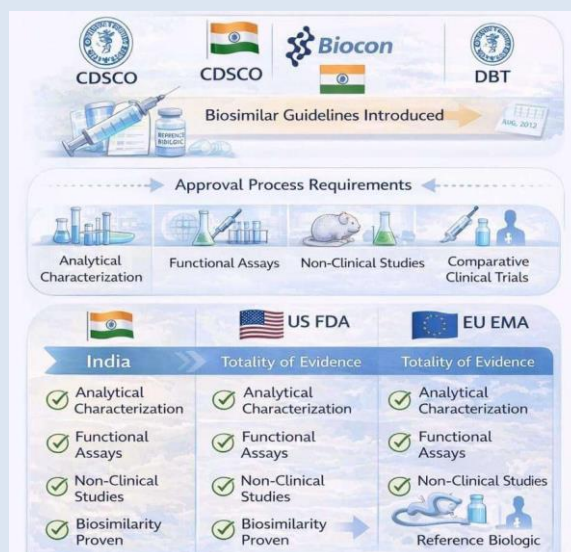 CDSCO
CDSCO
Biocon
DBT
Biosimilar Guidelines Introduced
AUG. 2012
Approval Process Requirements
Analytical
Characterization
Functional Assays
Non-Clinical Studies
Comparative
Clinical Trials
US FDA
EU EMA
India
Totality of Evidence
Totality of Evidence
Analytical
Characterization
Functional
Assays
Non-Clinical
Studies
Biosimilarity
Proven
Analytical
Characterization
Functional
Assays
Non-Clinical
Studies
Biosimilarity
Proven
Analytical
Characterization
Functional
Assays
Non-Clinical Studies
Reference Biologic